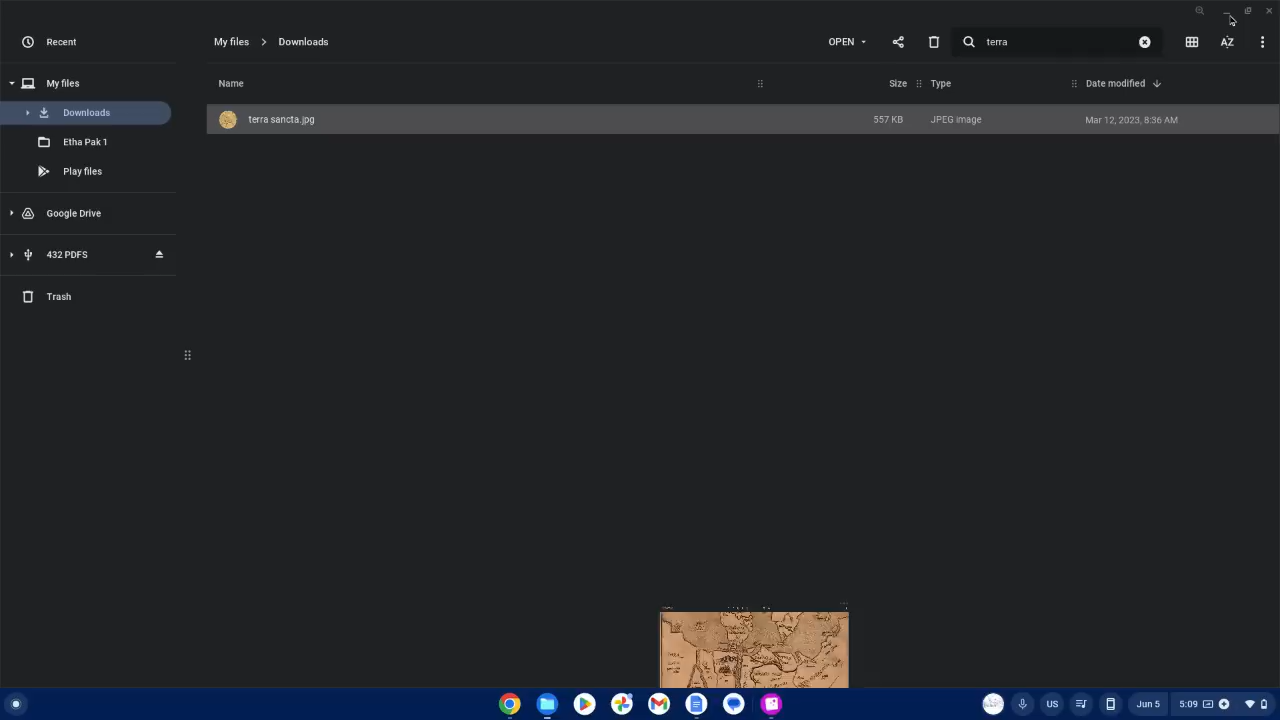 Recent
My files > Downloads
OPEN
terra
AZ
My files
Name
Size
Type
Date modified
Downloads
terra sancta.jpg
557 KB
JPEG image
Mar 12, 2023, 8:36 AM
Etha Pak 1
Play files
Google Drive
432 PDFS
Trash
US
Jun 5
5:09